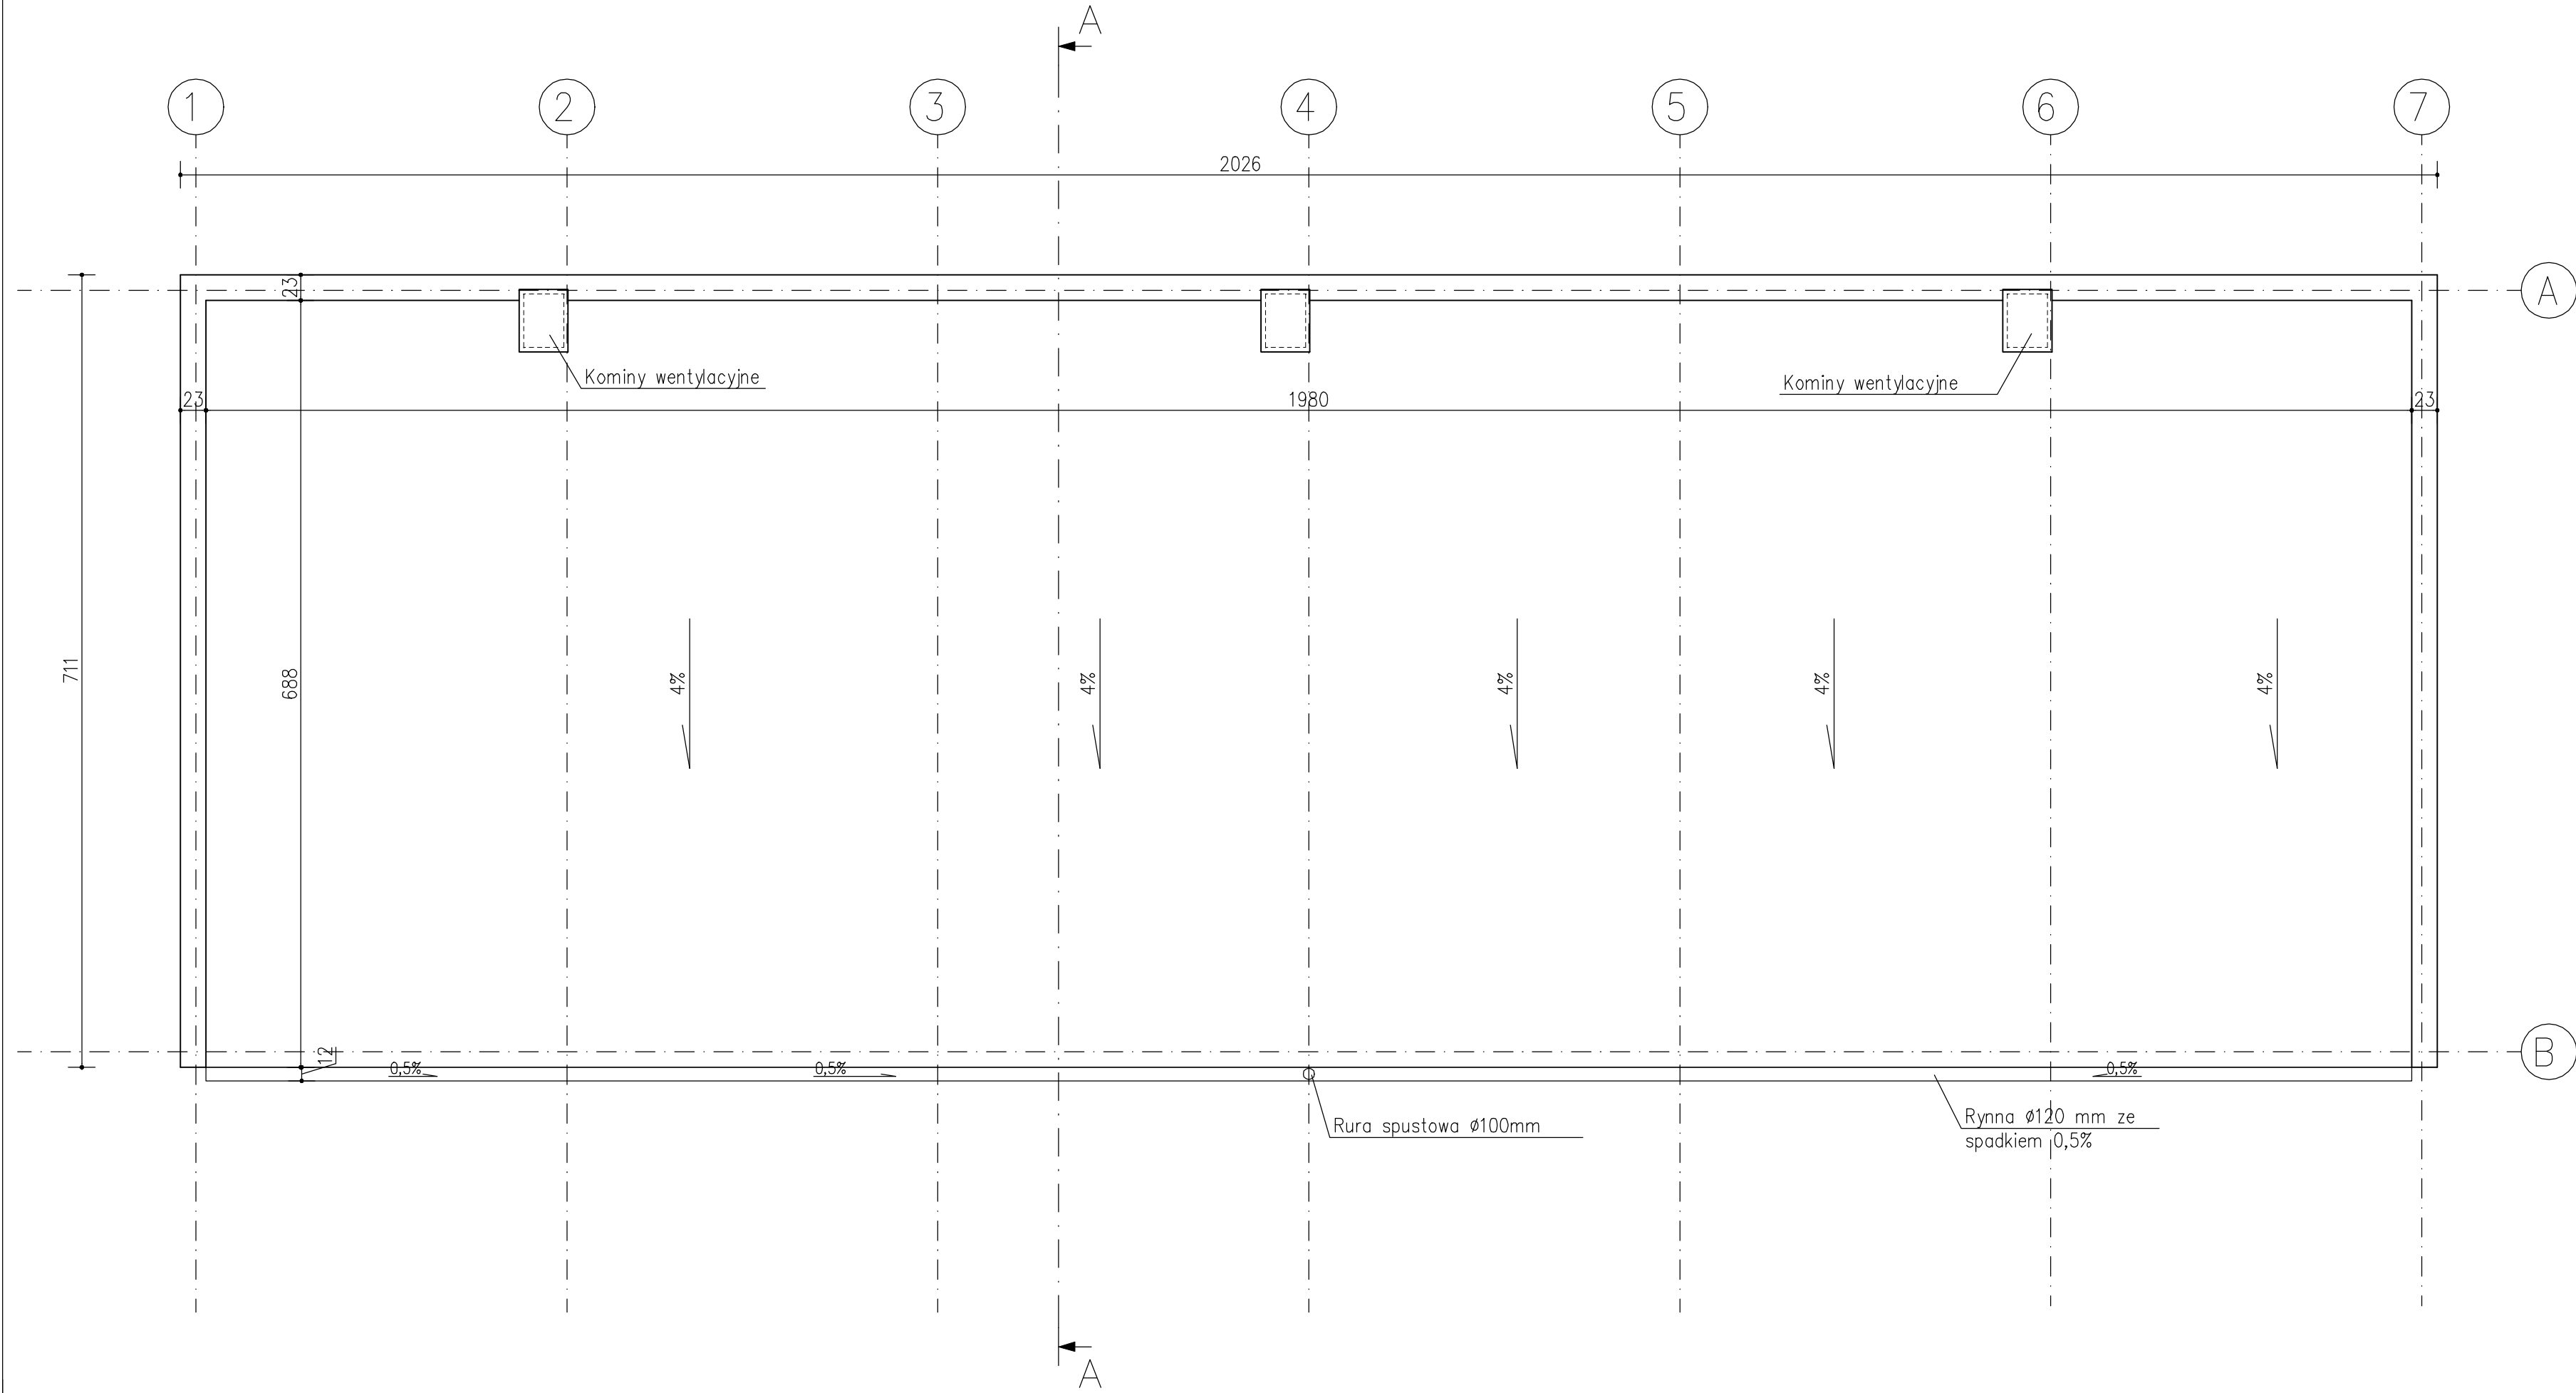 A
1
2
3
4
5
6
7
2026
23
A
Kominy wentylacyjne
Kominy wentylacyjne
23
1980
23
711
688
4%
4%
4%
4%
4%
12
B
0,5%
0,5%
0,5%
Rura spustowa Ø100mm
Rynna Ø120 mm ze
spadkiem 0,5%
A